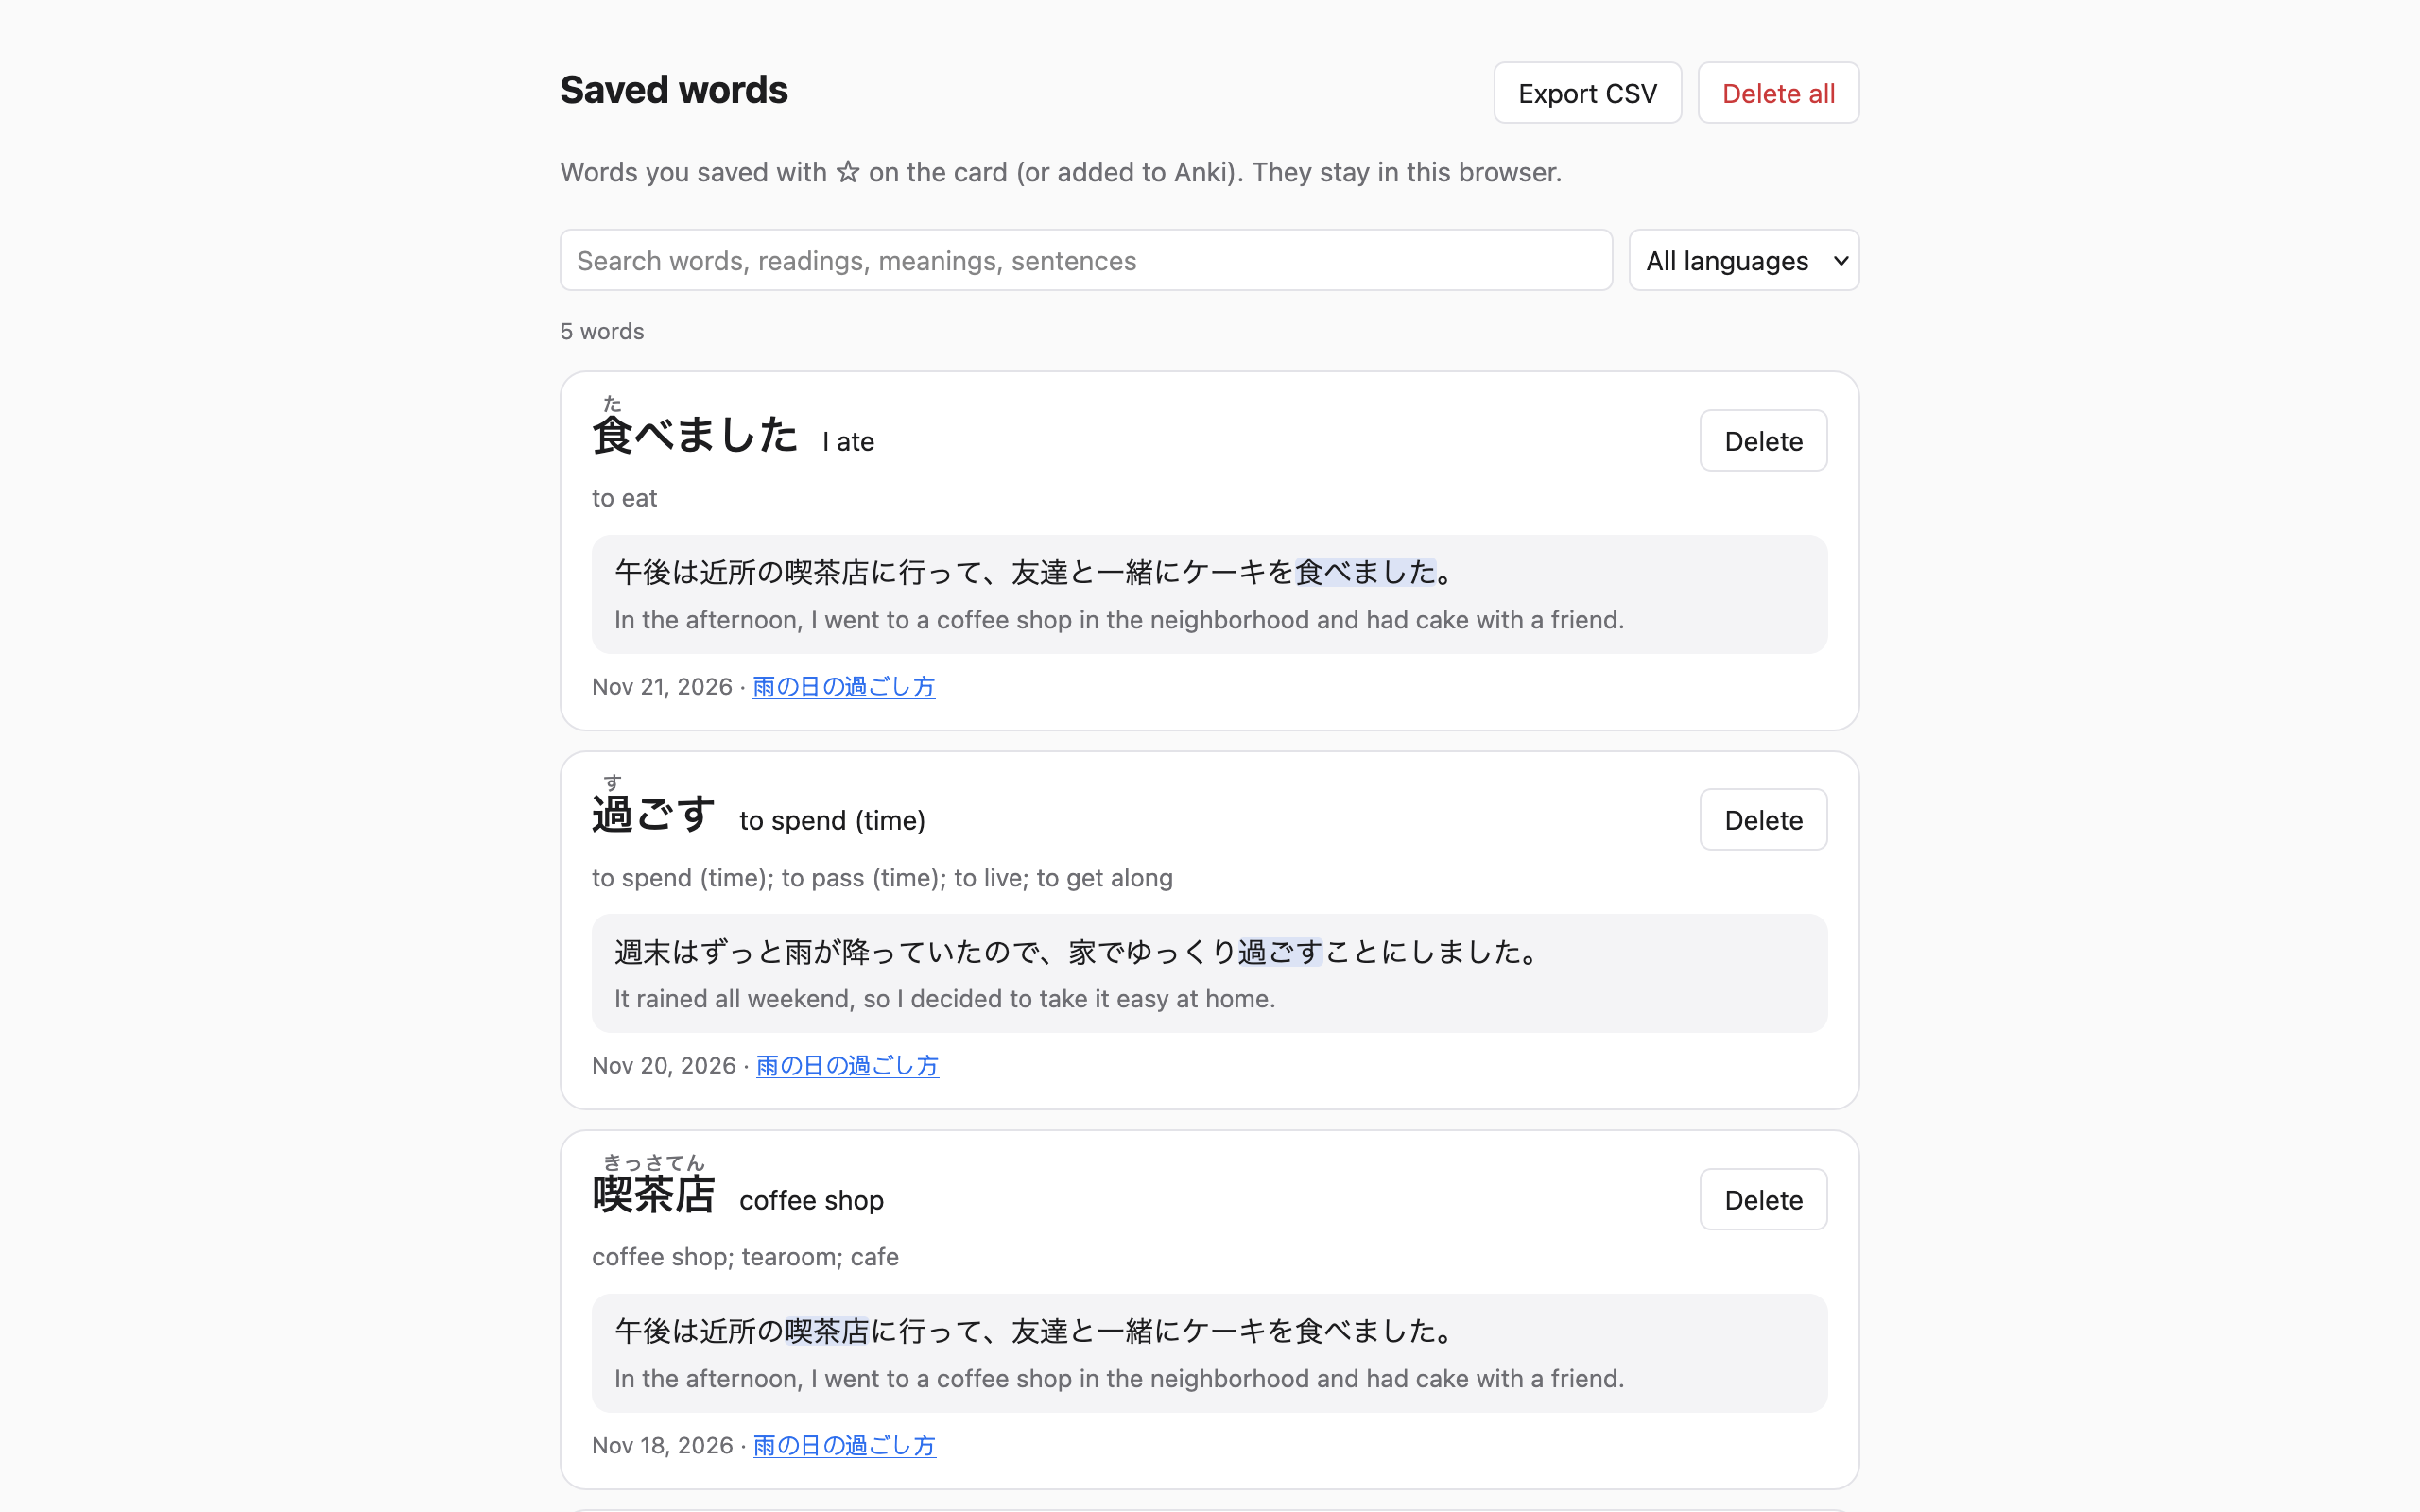 Saved words
Export CSV
Delete all
Words you saved with ☆ on the card (or added to Anki). They stay in this browser.
Search words, readings, meanings, sentences
All languages
5 words
た
食べました I ate
Delete
to eat
午後は近所の喫茶店に行って、友達と一緒にケーキを食べました。
In the afternoon, I went to a coffee shop in the neighborhood and had cake with a friend.
Nov 21, 2026 · 雨の日の過ごし方
す
過ごす to spend (time)
Delete
to spend (time); to pass (time); to live; to get along
週末はずっと雨が降っていたので、家でゆっくり過ごすことにしました。
It rained all weekend, so I decided to take it easy at home.
Nov 20, 2026 · 雨の日の過ごし方
きっさてん
喫茶店 coffee shop
Delete
coffee shop; tearoom; cafe
午後は近所の喫茶店に行って、友達と一緒にケーキを食べました。
In the afternoon, I went to a coffee shop in the neighborhood and had cake with a friend.
Nov 18, 2026 · 雨の日の過ごし方